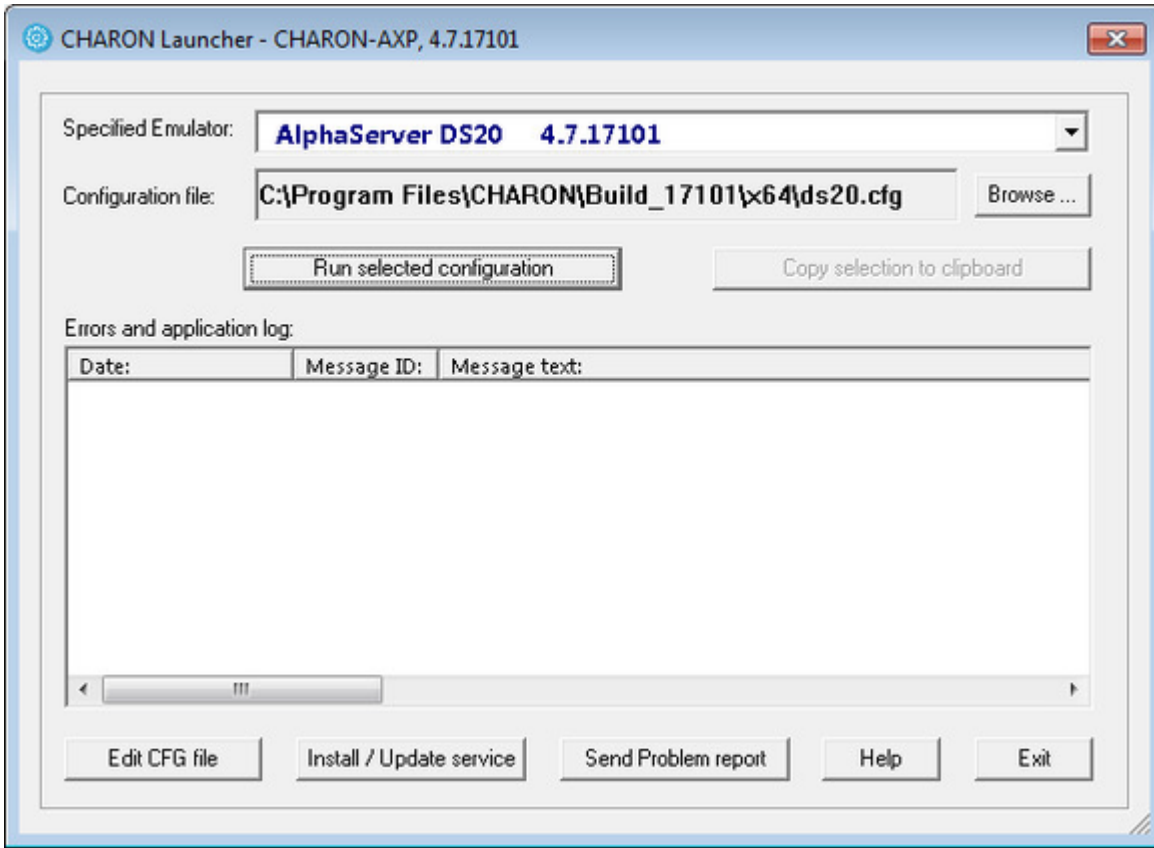 CHARON Launcher - CHARON-AXP, 4.7.17101
Specified Emulator: AlphaServer DS20 4.7.17101
Configuration file: C:\Program Files\CHARON\Build_17101\x64\ds20.cfg Browse ...
Run selected configuration Copy selection to clipboard
Errors and application log:
Date: Message ID: Message text:
Edit CFG file Install / Update service Send Problem report Help Exit